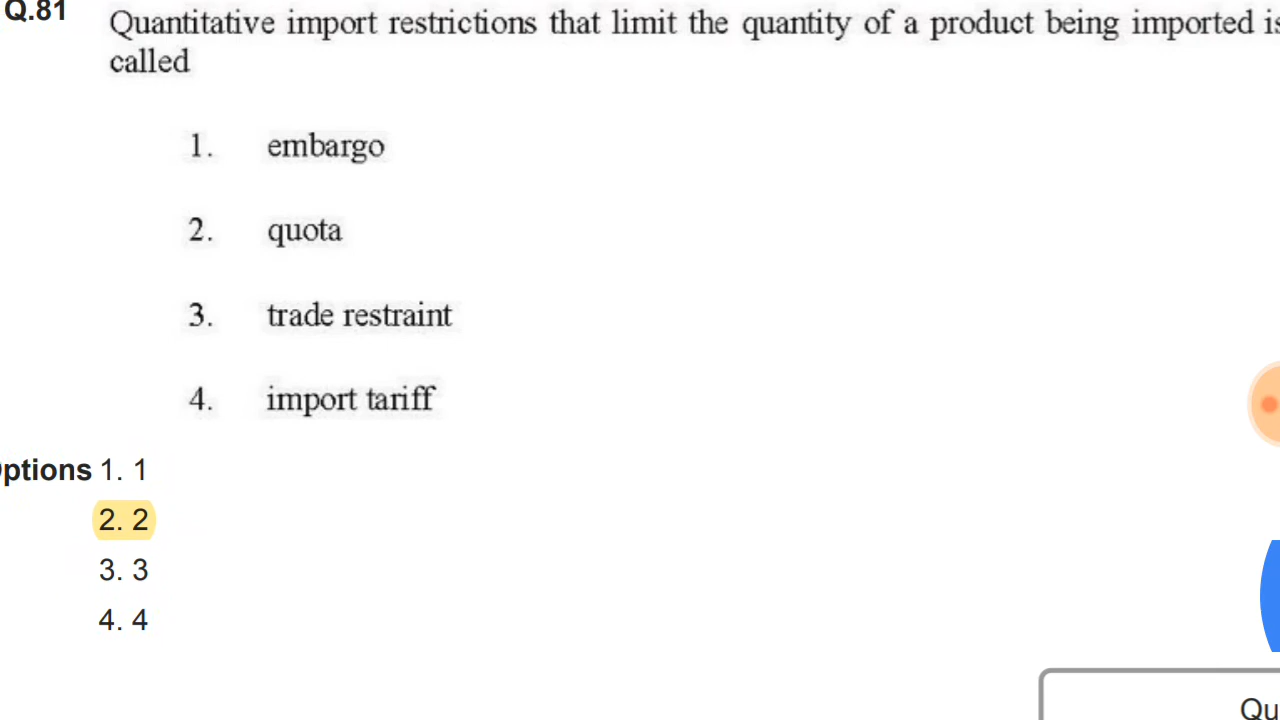 Q.81
Quantitative import restrictions that limit the quantity of a product being imported is
called
1. embargo
2. quota
3. trade restraint
4. import tariff
ptions 1. 1
2. 2
3. 3
4. 4
Qu